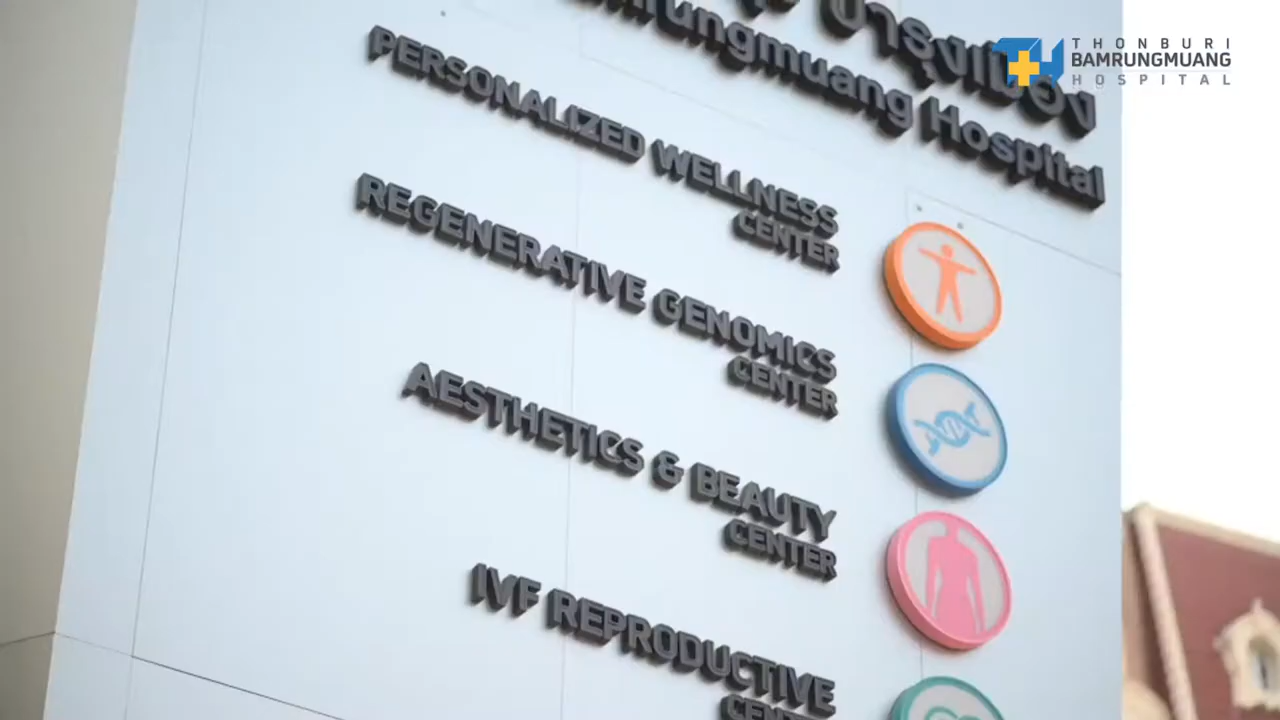 บำรุงเมือง
Hospital
PERSONALIZED WELLNESS
CENTER
REGENERATIVE GENOMICS
CENTER
AESTHETICS & BEAUTY
CENTER
IVF REPRODUCTIVE
CENTER
THONBURI
BAMRUNGMUANG
HOSPITAL